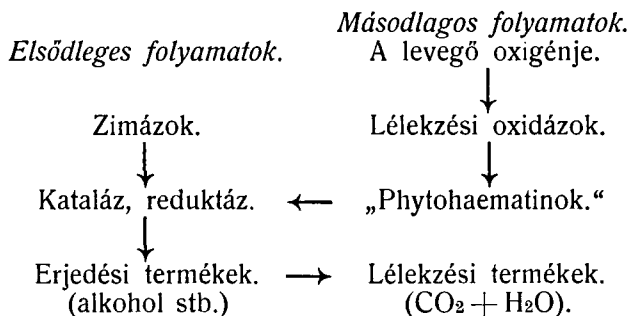 Elsődleges folyamatok.
Másodlagos folyamatok.
A levegő oxigénje.
Zimázok.
Lélekzési oxidázok.
Kataláz, reduktáz.
„Phytohaematinok.“
Erjedési termékek.
(alkohol stb.)
Lélekzési termékek.
(CO₂ + H₂O).